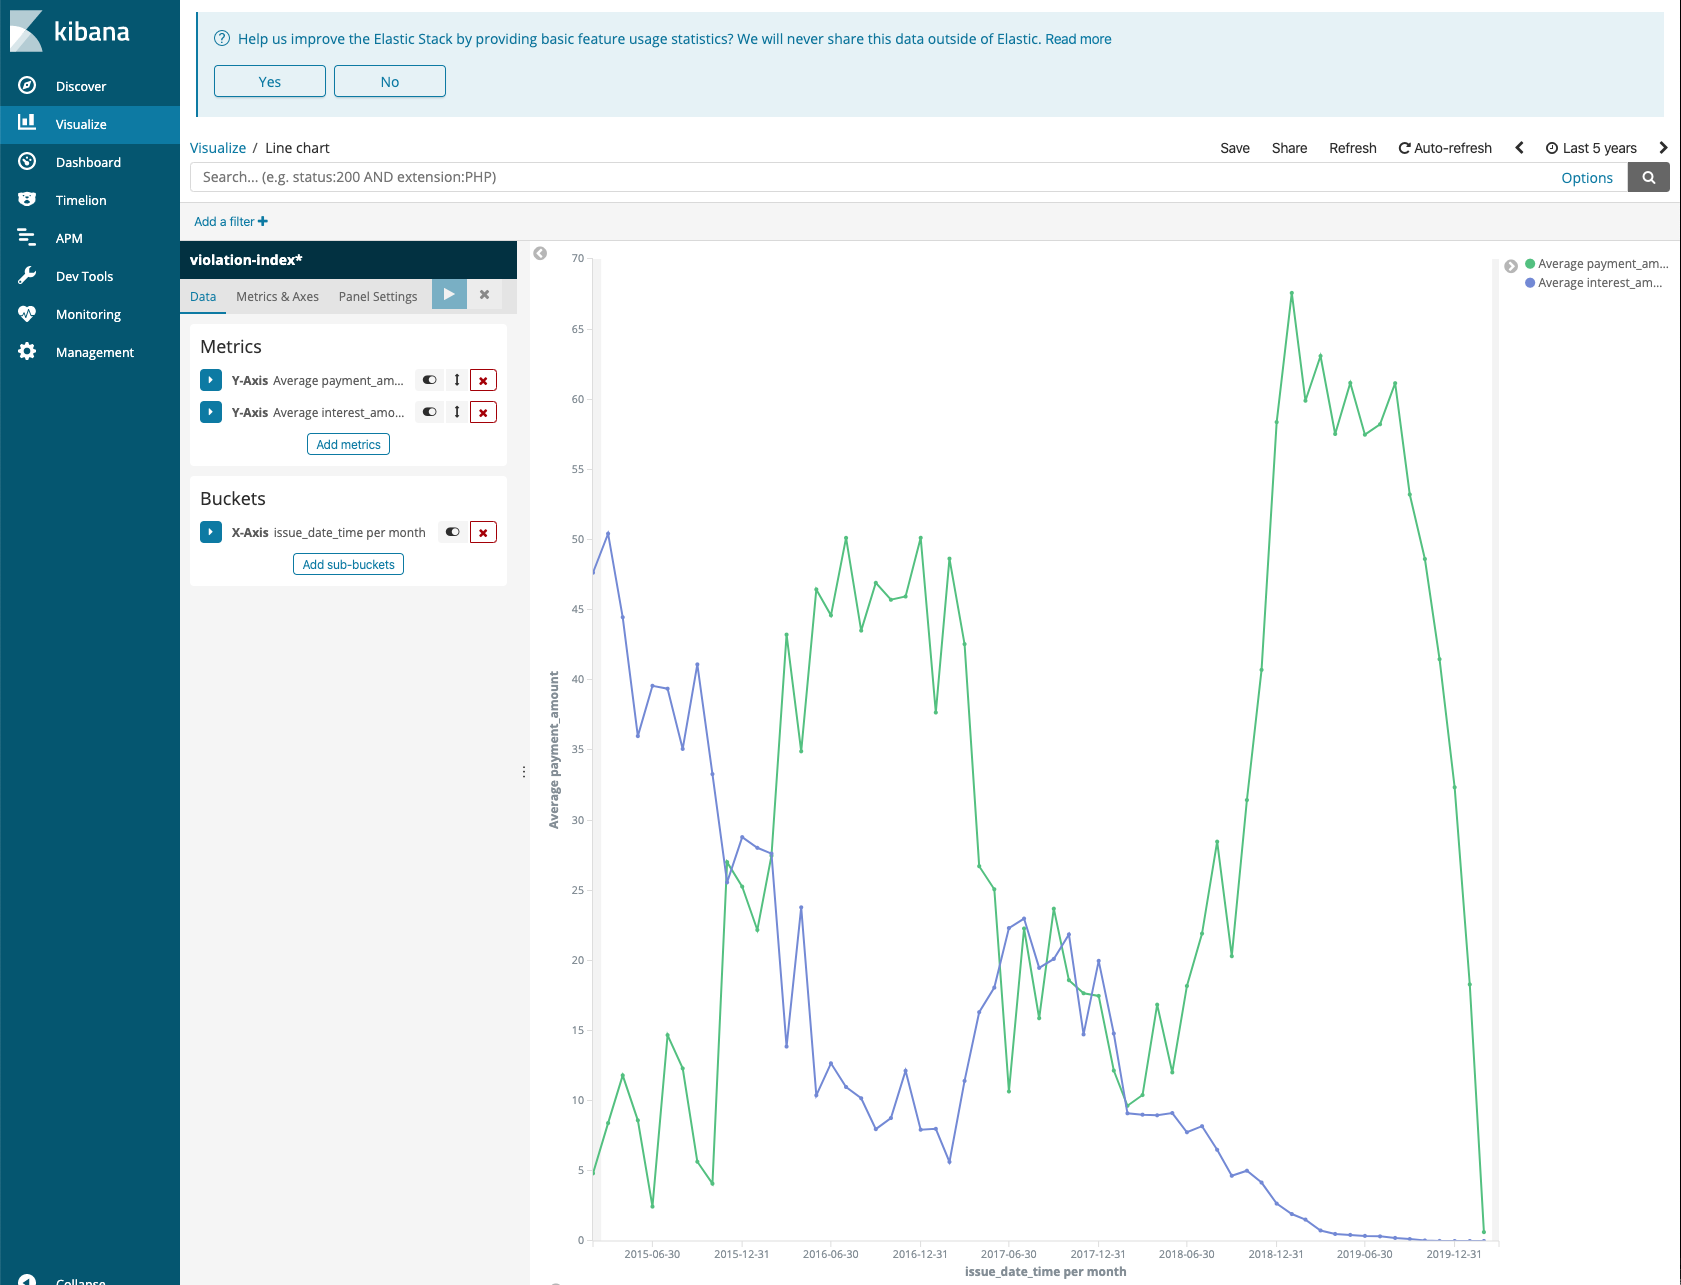 kibana
Discover
Visualize
Dashboard
Timelion
APM
Dev Tools
Monitoring
Management
Collapse
Help us improve the Elastic Stack by providing basic feature usage statistics? We will never share this data outside of Elastic. Read more
Yes No
Visualize / Line chart
Save Share Refresh Auto-refresh Last 5 years
Search... (e.g. status:200 AND extension:PHP) Options
Add a filter
violation-index*
Data Metrics & Axes Panel Settings
Metrics
Y-Axis Average payment_am...
Y-Axis Average interest_amo...
Add metrics
Buckets
X-Axis issue_date_time per month
Add sub-buckets
Average payment_amount
70
65
60
55
50
45
40
35
30
25
20
15
10
5
0
2015-06-30 2015-12-31 2016-06-30 2016-12-31 2017-06-30 2017-12-31 2018-06-30 2018-12-31 2019-06-30 2019-12-31
issue_date_time per month
Average payment_am...
Average interest_am...